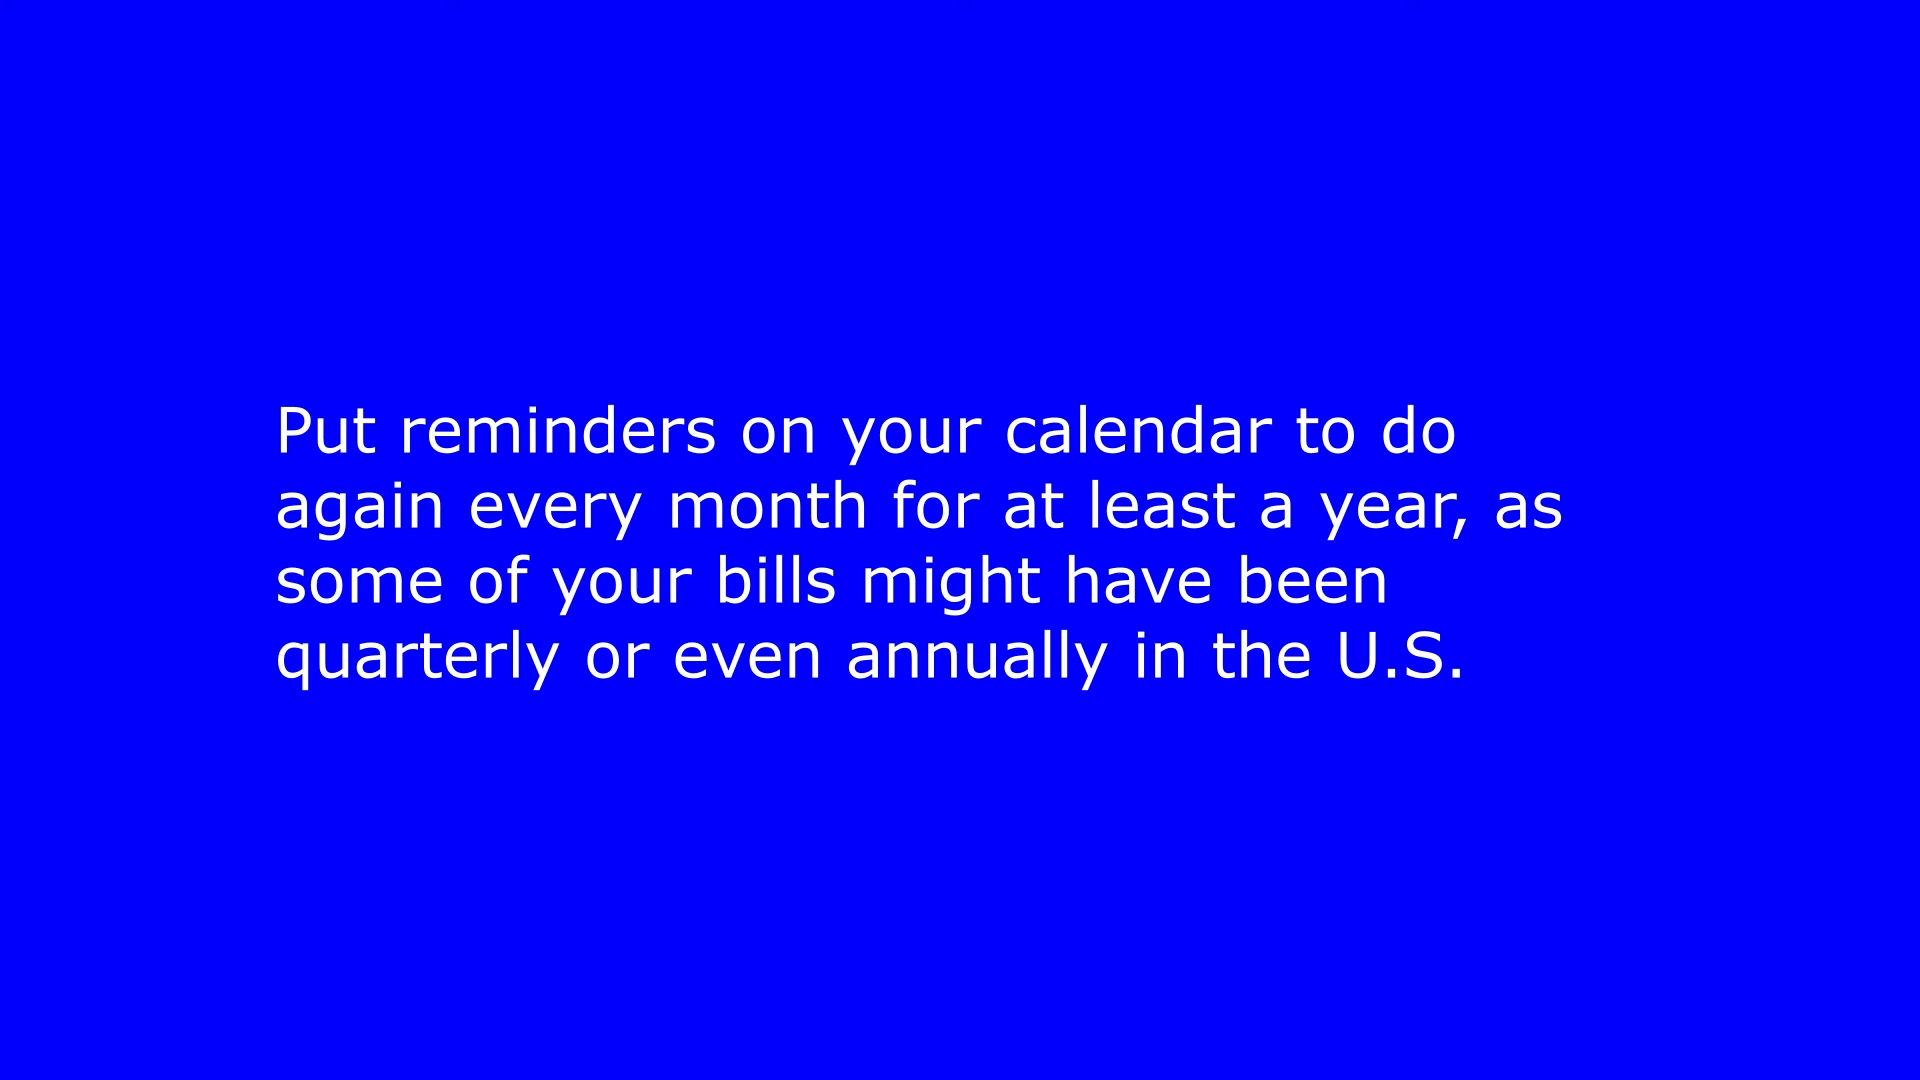 Put reminders on your calendar to do
again every month for at least a year, as
some of your bills might have been
quarterly or even annually in the U.S.